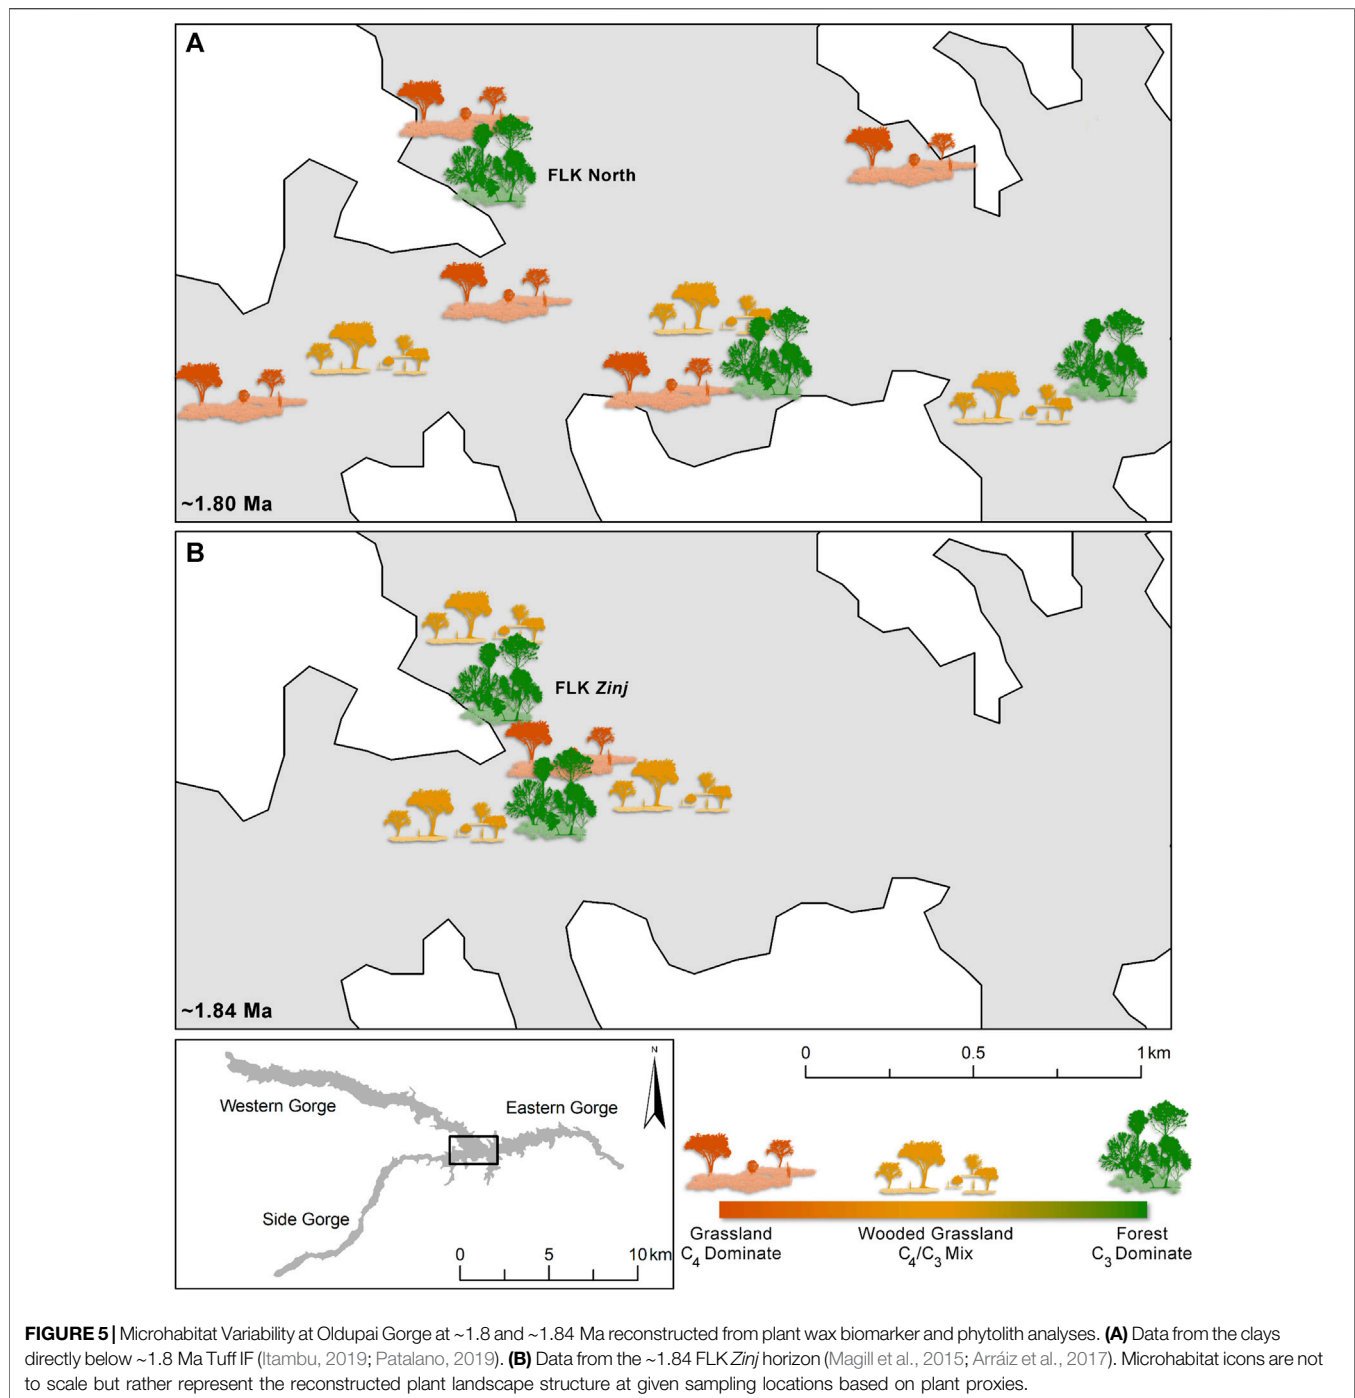 A
FLK North
~1.80 Ma
B
FLK Zinj
~1.84 Ma
N
Western Gorge
Eastern Gorge
Side Gorge
0 5 10 km
0 0.5 1 km
Grassland
C4 Dominate
Wooded Grassland
C4/C3 Mix
Forest
C3 Dominate
FIGURE 5 | Microhabitat Variability at Oldupai Gorge at ~1.8 and ~1.84 Ma reconstructed from plant wax biomarker and phytolith analyses. (A) Data from the clays
directly below ~1.8 Ma Tuff IF (Itambu, 2019; Patalano, 2019). (B) Data from the ~1.84 FLK Zinj horizon (Magill et al., 2015; Arráiz et al., 2017). Microhabitat icons are not
to scale but rather represent the reconstructed plant landscape structure at given sampling locations based on plant proxies.